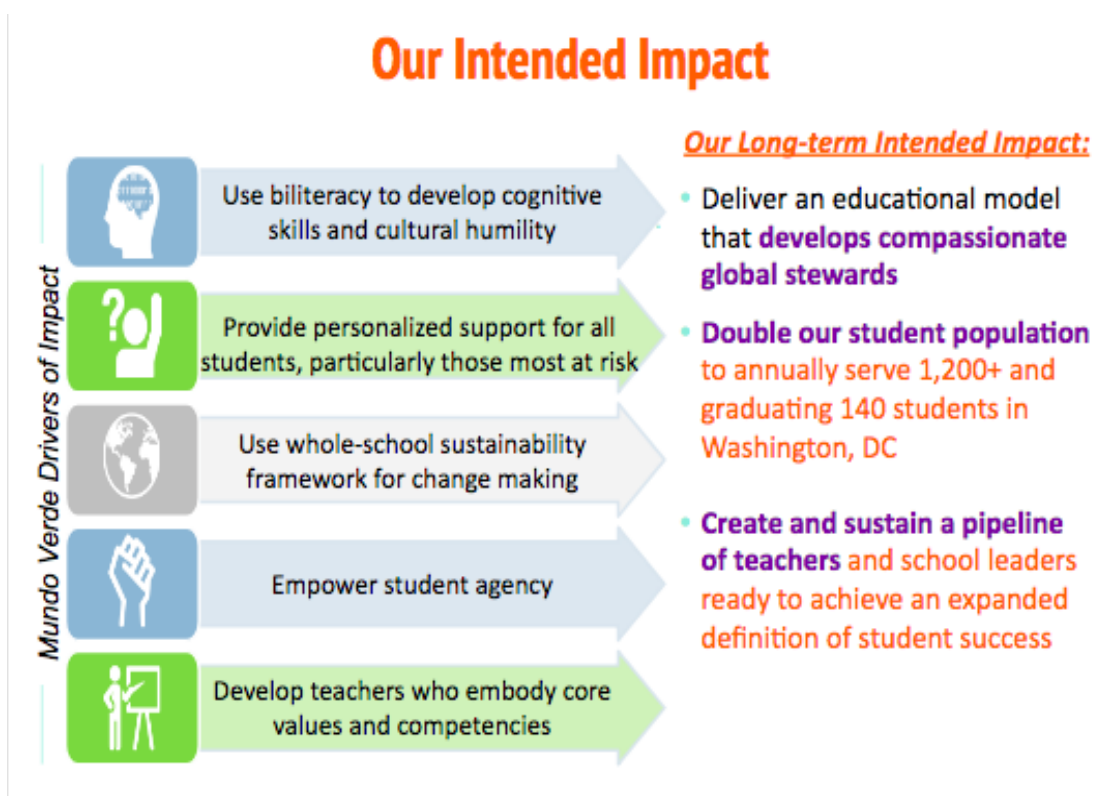 Our Intended Impact
Mundo Verde Drivers of Impact
Use biliteracy to develop cognitive
skills and cultural humility
?
Provide personalized support for all
students, particularly those most at risk
Use whole-school sustainability
framework for change making
Empower student agency
Develop teachers who embody core
values and competencies
Our Long-term Intended Impact:
• Deliver an educational model
that develops compassionate
global stewards
• Double our student population
to annually serve 1,200+ and
graduating 140 students in
Washington, DC
• Create and sustain a pipeline
of teachers and school leaders
ready to achieve an expanded
definition of student success